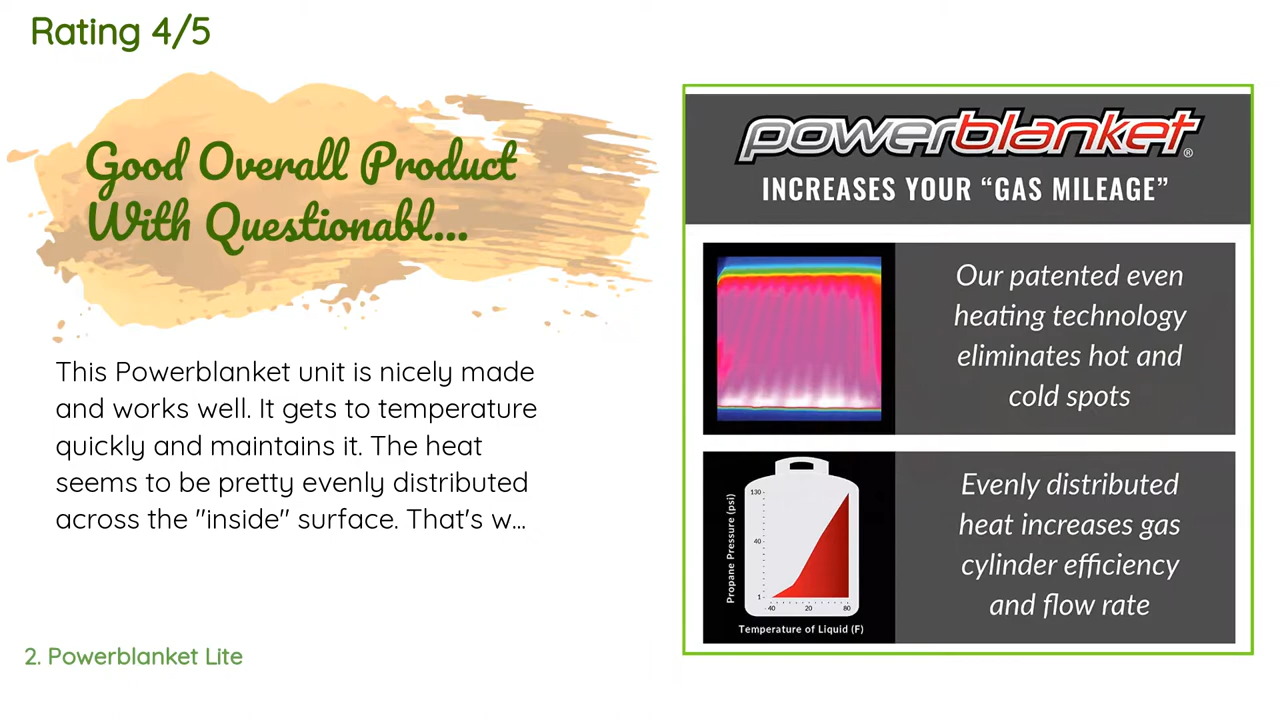 Rating 4/5
Good Overall Product
With Questionabl...
This Powerblanket unit is nicely made
and works well. It gets to temperature
quickly and maintains it. The heat
seems to be pretty evenly distributed
across the "inside" surface. That's w...
2. Powerblanket Lite
powerblanket®
INCREASES YOUR “GAS MILEAGE”
Our patented even
heating technology
eliminates hot and
cold spots
Propane Pressure (psi)
130
40
1
-40 20 80
Temperature of Liquid (F)
Evenly distributed
heat increases gas
cylinder efficiency
and flow rate